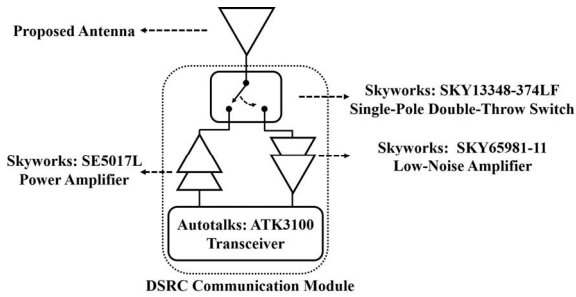 Proposed Antenna
Skyworks: SKY13348-374LF
Single-Pole Double-Throw Switch
Skyworks: SE5017L
Power Amplifier
Skyworks: SKY65981-11
Low-Noise Amplifier
Autotalks: ATK3100
Transceiver
DSRC Communication Module